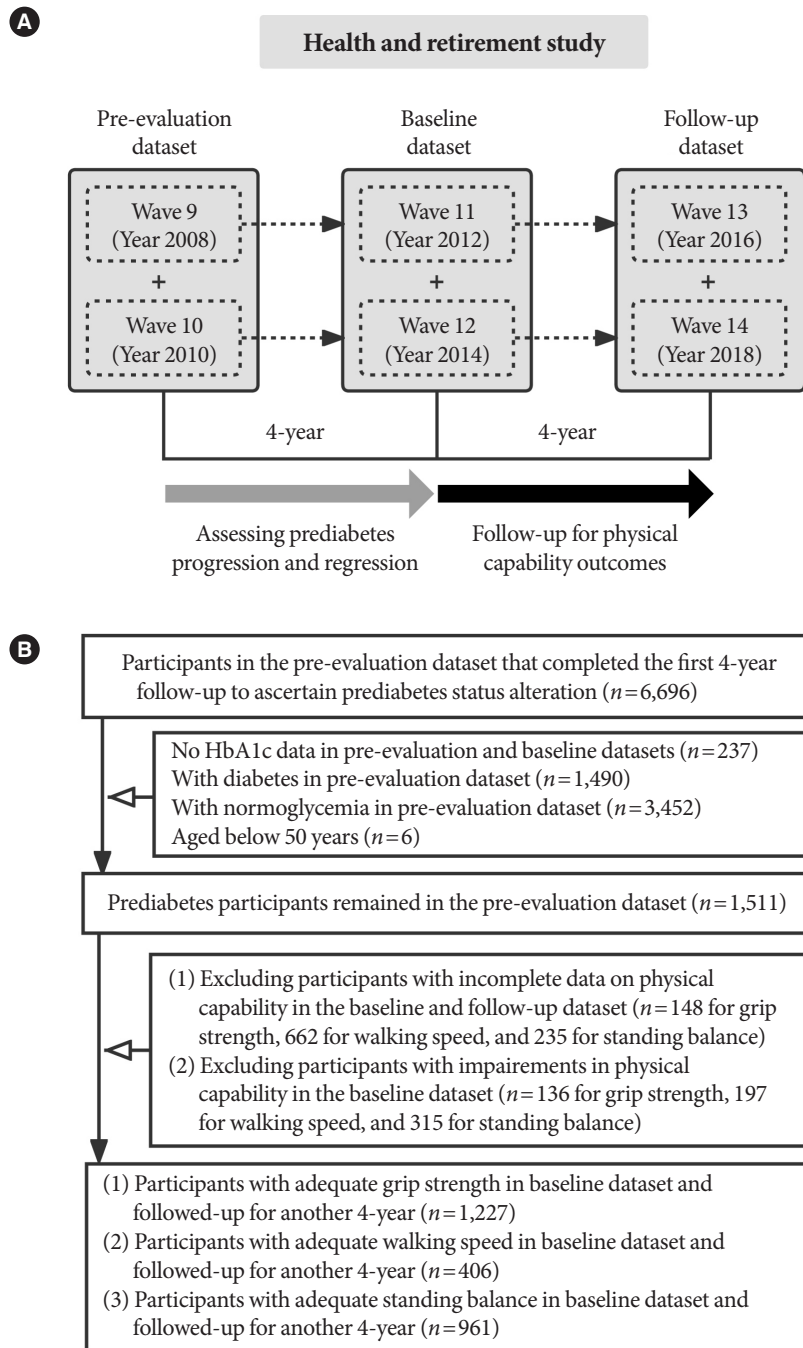 A
Health and retirement study
Pre-evaluation
dataset
Baseline
dataset
Follow-up
dataset
Wave 9
(Year 2008)
+
Wave 10
(Year 2010)
Wave 11
(Year 2012)
+
Wave 12
(Year 2014)
Wave 13
(Year 2016)
+
Wave 14
(Year 2018)
4-year
4-year
Assessing prediabetes
progression and regression
Follow-up for physical
capability outcomes
B
Participants in the pre-evaluation dataset that completed the first 4-year
follow-up to ascertain prediabetes status alteration (n=6,696)
No HbA1c data in pre-evaluation and baseline datasets (n=237)
With diabetes in pre-evaluation dataset (n=1,490)
With normoglycemia in pre-evaluation dataset (n=3,452)
Aged below 50 years (n=6)
Prediabetes participants remained in the pre-evaluation dataset (n=1,511)
(1) Excluding participants with incomplete data on physical
capability in the baseline and follow-up dataset (n=148 for grip
strength, 662 for walking speed, and 235 for standing balance)
(2) Excluding participants with impairements in physical
capability in the baseline dataset (n=136 for grip strength, 197
for walking speed, and 315 for standing balance)
(1) Participants with adequate grip strength in baseline dataset and
followed-up for another 4-year (n=1,227)
(2) Participants with adequate walking speed in baseline dataset and
followed-up for another 4-year (n=406)
(3) Participants with adequate standing balance in baseline dataset and
followed-up for another 4-year (n=961)